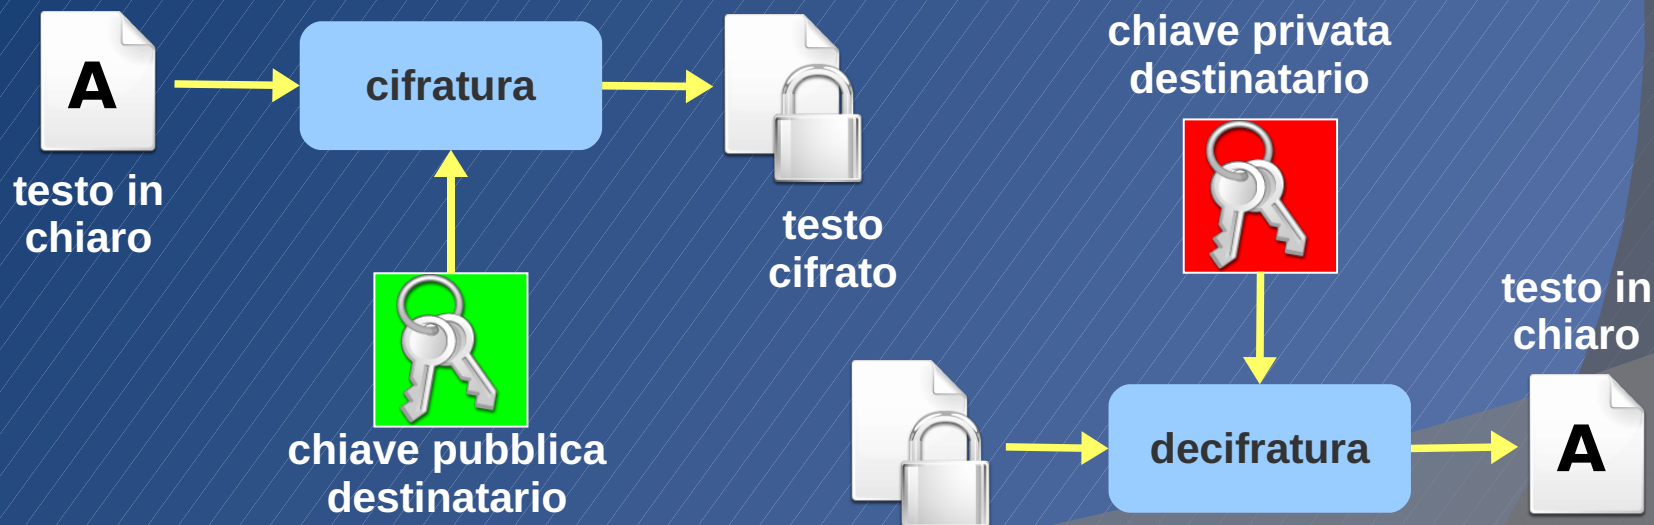 A
cifratura
testo in
chiaro
testo
cifrato
chiave pubblica
destinatario
chiave privata
destinatario
decifratura
testo in
chiaro
A